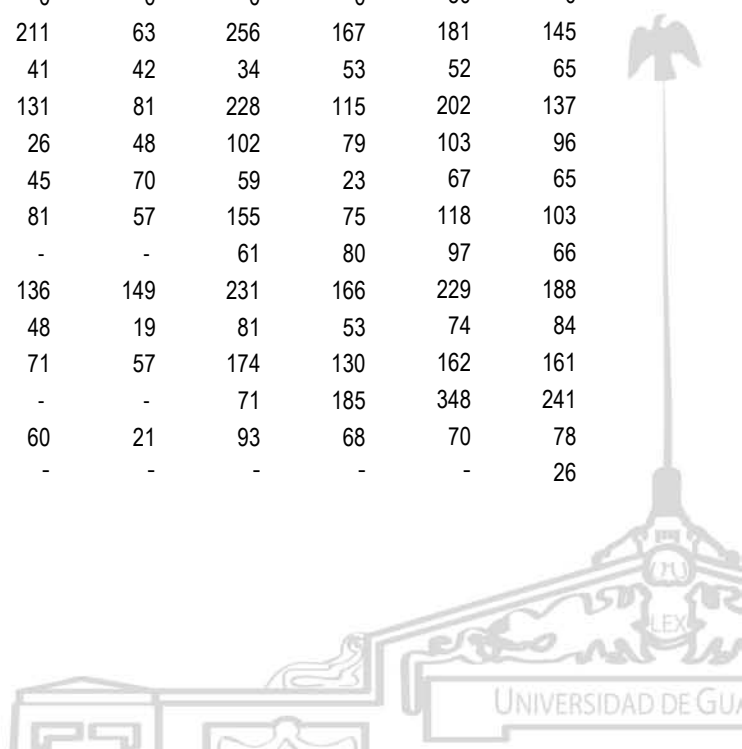 211 63 256 167 181 145
41 42 34 53 52 65
131 81 228 115 202 137
26 48 102 79 103 96
45 70 59 23 67 65
81 57 155 75 118 103
- - 61 80 97 66
136 149 231 166 229 188
48 19 81 53 74 84
71 57 174 130 162 161
- - 71 185 348 241
60 21 93 68 70 78
- - - - - 26
LEX
UNIVERSIDAD DE GUA